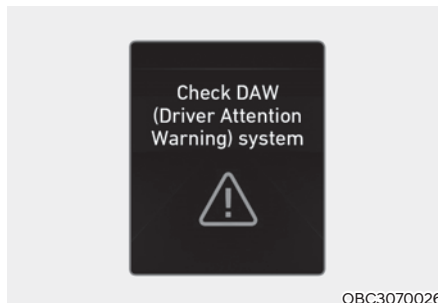 Check DAW
(Driver Attention
Warning) system
OBC3070026